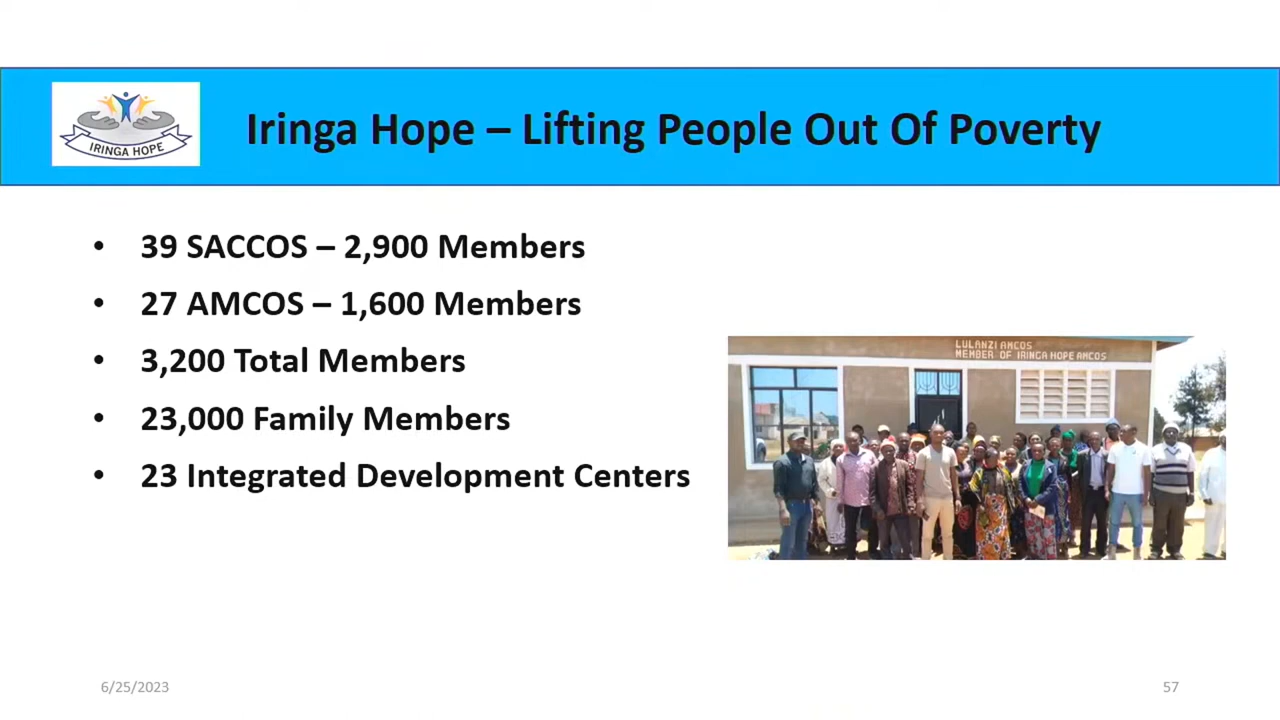 IRINGA HOPE
Iringa Hope – Lifting People Out Of Poverty
• 39 SACCOS – 2,900 Members
• 27 AMCOS – 1,600 Members
• 3,200 Total Members
• 23,000 Family Members
• 23 Integrated Development Centers
LULANZI AMCOS
MEMBER OF IRINGA HOPE AMCOS
6/25/2023
57